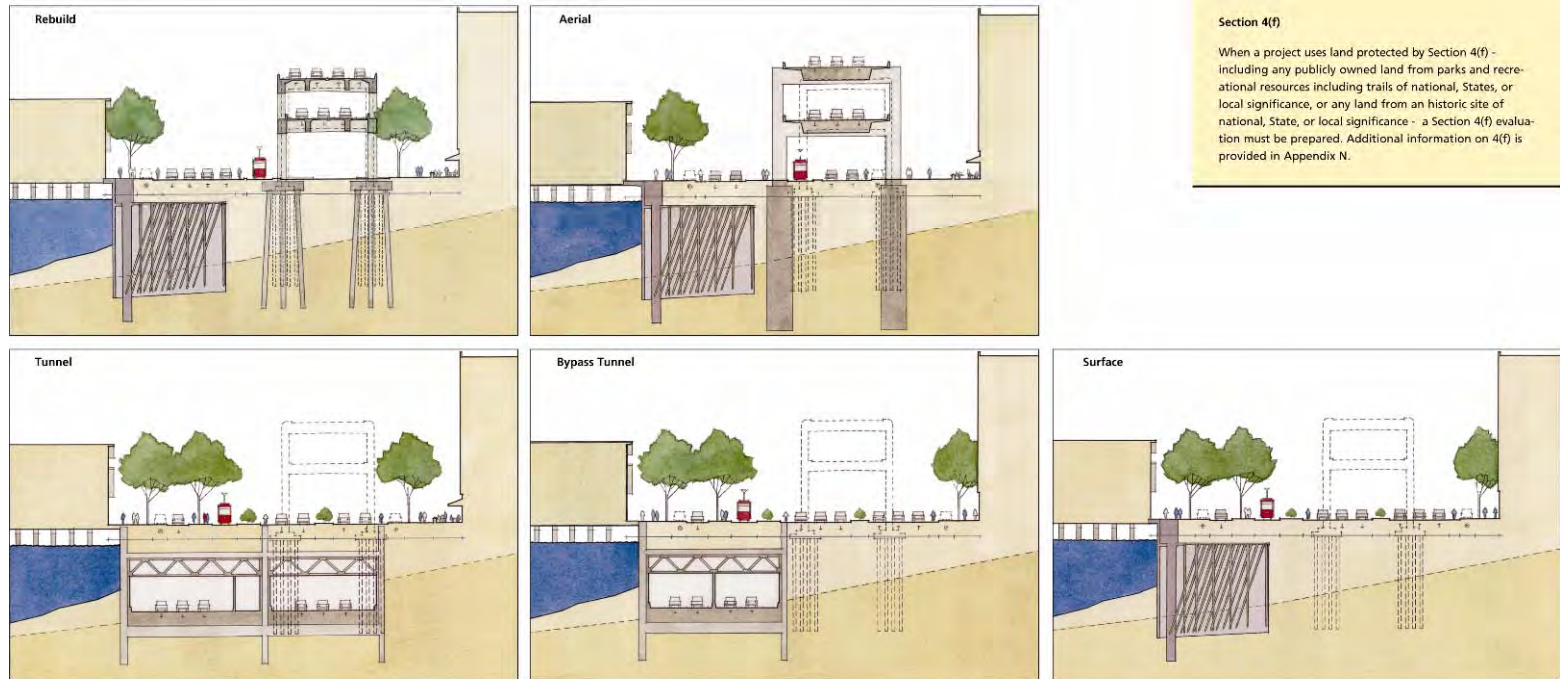 Rebuild
Aerial
Section 4(f)
When a project uses land protected by Section 4(f) -
including any publicly owned land from parks and recre-
ational resources including trails of national, States, or
local significance, or any land from an historic site of
national, State, or local significance - a Section 4(f) evalua-
tion must be prepared. Additional information on 4(f) is
provided in Appendix N.
Tunnel
Bypass Tunnel
Surface